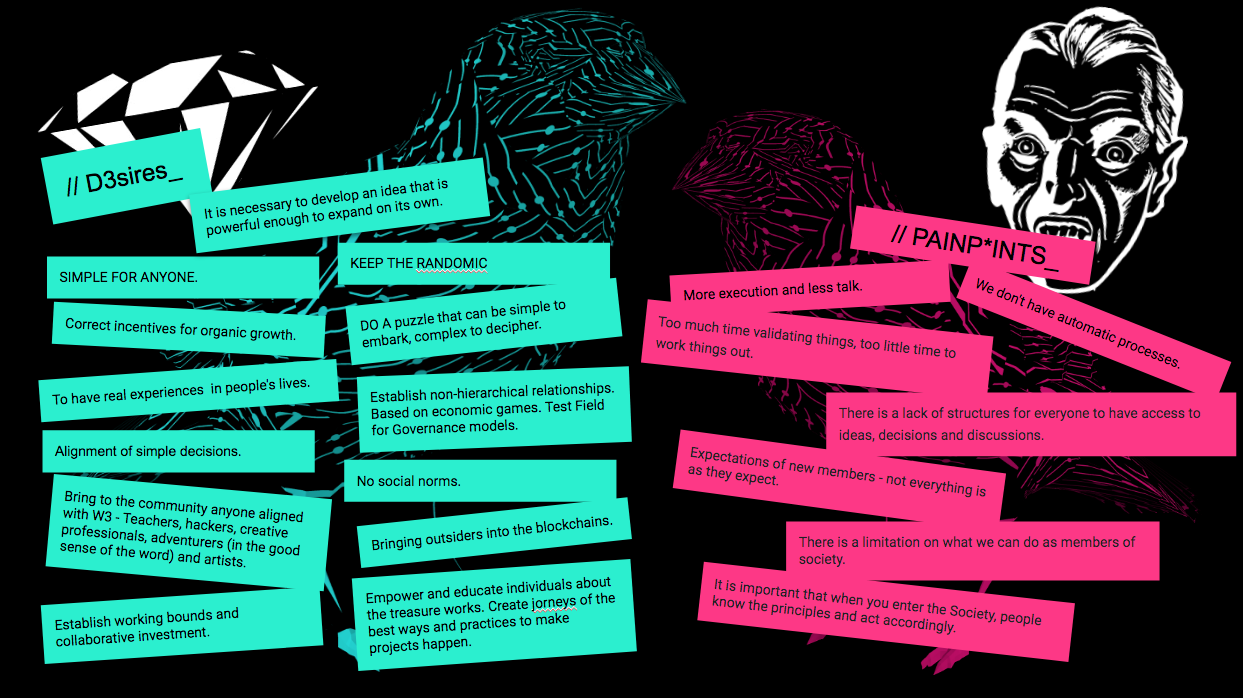 // D3sires_
It is necessary to develop an idea that is
powerful enough to expand on its own.
SIMPLE FOR ANYONE.
KEEP THE RANDOMIC
Correct incentives for organic growth.
DO A puzzle that can be simple to
embark, complex to decipher.
To have real experiences  in people's lives.
Establish non-hierarchical relationships.
Based on economic games. Test Field
for Governance models.
Alignment of simple decisions.
No social norms.
Bring to the community anyone aligned
with W3 - Teachers, hackers, creative
professionals, adventurers (in the good
sense of the word) and artists.
Bringing outsiders into the blockchains.
Establish working bounds and
collaborative investment.
Empower and educate individuals about
the treasure works. Create jorneys of the
best ways and practices to make
projects happen.
// PAINP*INTS_
More execution and less talk.
We don't have automatic processes.
Too much time validating things, too little time to
work things out.
There is a lack of structures for everyone to have access to
ideas, decisions and discussions.
Expectations of new members - not everything is
as they expect.
There is a limitation on what we can do as members of
society.
It is important that when you enter the Society, people
know the principles and act accordingly.